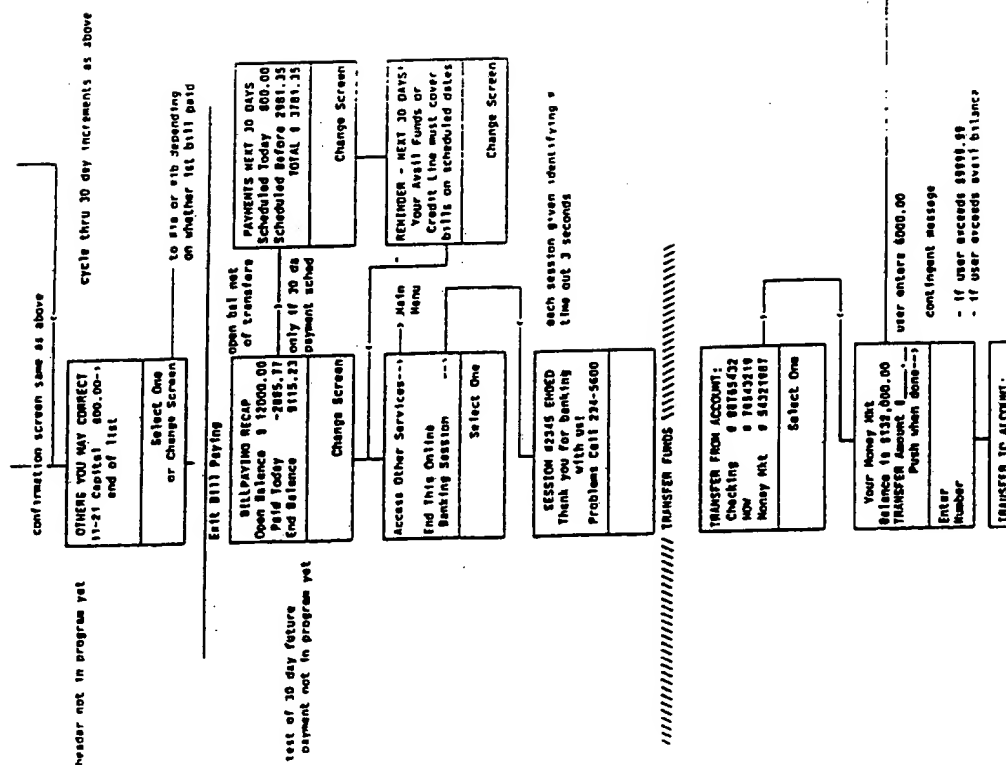 confirmation screen same as above
header not in program yet
OTHERS YOU MAY CORRECT
11-21 Capitol 800.00-->
end of list
Select One
or Change Screen
cycle thru 30 day increments as above
to #1a or #1b depending
on whether 1st bill paid
Exit Bill Paying
test of 30 day future
payment not in program yet
BILLPAYING RECAP
Open Balance $ 12000.00
Paid Today -2885.77
End Balance 9115.23
Change Screen
open bal net
of transfers
only if 30 da
payment sched
PAYMENTS NEXT 30 DAYS
Scheduled Today 800.00
Scheduled Before 2981.35
TOTAL $ 3781.35
Change Screen
REMINDER - NEXT 30 DAYS'
Your Avail Funds or
Credit Line must cover
bills on scheduled dates
Change Screen
Access Other Services-->
Main
Menu
End This Online
Banking Session -->
Select One
SESSION #2345 ENDED
Thank you for banking
with us!
Problems Call 234-5600
each session given identifying #
time out 3 seconds
TRANSFER FUNDS
TRANSFER FROM ACCOUNT:
Checking # 98765432
NOW # 76543219
Money Mkt # 54321987
Select One
Your Money Mkt
Balance is $132,000.00
TRANSFER Amount $
Push when done-->
Enter
Number
user enters 6000.00
contingent message
- if user exceeds $9999.99
- if user exceeds avail balance
TRANSFER TO ACCOUNT: